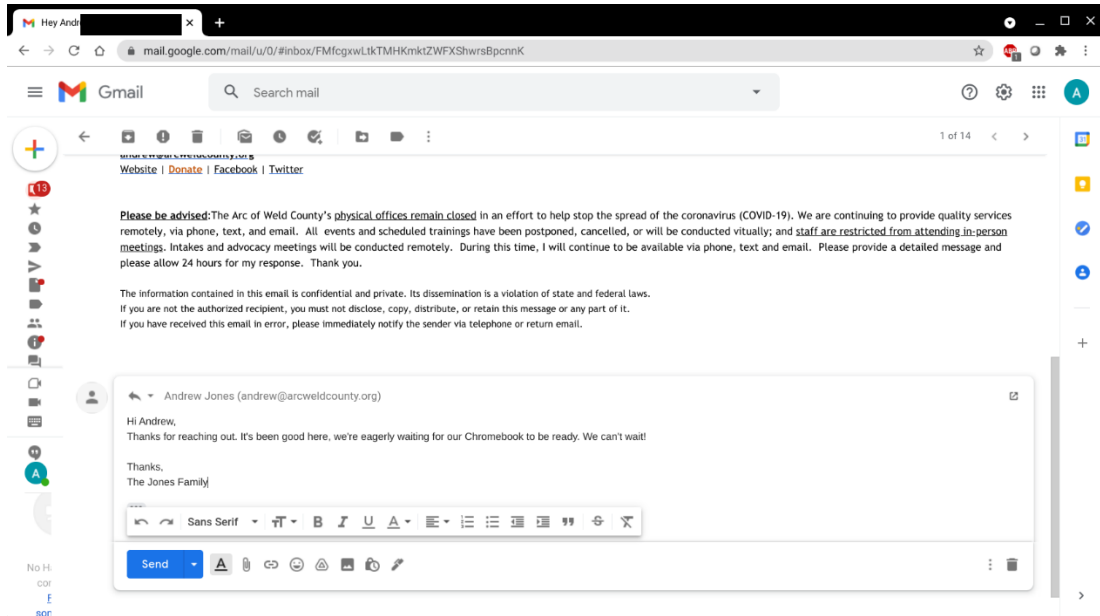 Hey Andr
mail.google.com/mail/u/0/#inbox/FMfcgxwLtkTMHKmktZWFXShwrsBpcnnK
ABP
1
Gmail
Search mail
A
1 of 14
31
13
andrew@arcweldcounty.org
Website | Donate | Facebook | Twitter
Please be advised:The Arc of Weld County's physical offices remain closed in an effort to help stop the spread of the coronavirus (COVID-19). We are continuing to provide quality services
remotely, via phone, text, and email. All events and scheduled trainings have been postponed, cancelled, or will be conducted vitually; and staff are restricted from attending in-person
meetings. Intakes and advocacy meetings will be conducted remotely. During this time, I will continue to be available via phone, text and email. Please provide a detailed message and
please allow 24 hours for my response. Thank you.
The information contained in this email is confidential and private. Its dissemination is a violation of state and federal laws.
If you are not the authorized recipient, you must not disclose, copy, distribute, or retain this message or any part of it.
If you have received this email in error, please immediately notify the sender via telephone or return email.
Andrew Jones (andrew@arcweldcounty.org)
Hi Andrew,
Thanks for reaching out. It's been good here, we're eagerly waiting for our Chromebook to be ready. We can't wait!
Thanks,
The Jones Family
A
Sans Serif
B I U A
Send
A
No H
cor
F
son